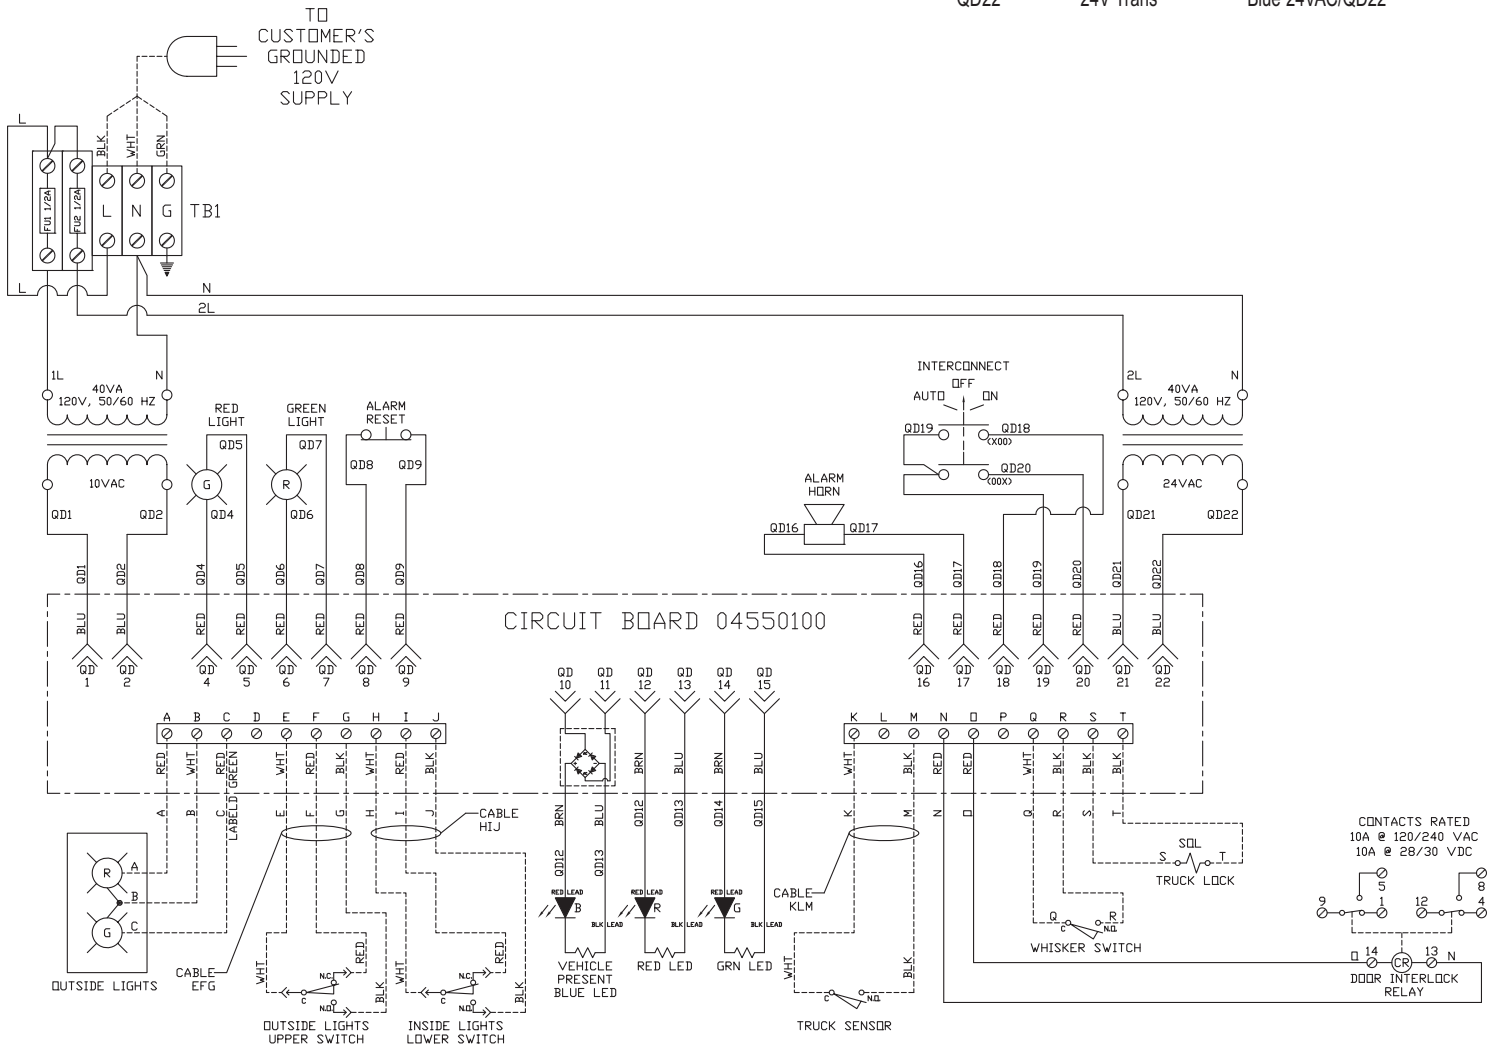 QD22 24V Trans Blue 24VAC/QD22
TO
CUSTOMER'S
GROUNDED
120V
SUPPLY
L
BLK
WHT
GRN
FU1 1/2A
FU2 1/2A
L N G TB1
L
N
2L
1L N
40VA
120V, 50/60 HZ
10VAC
QD1 QD2
RED
LIGHT
QD5
G
QD4
GREEN
LIGHT
QD7
R
QD6
ALARM
RESET
QD8 QD9
ALARM
HORN
QD16 QD17
INTERCONNECT
OFF
AUTO ON
QD19 QD18
(XOO)
QD20
(OOX)
2L N
40VA
120V, 50/60 HZ
24VAC
QD21 QD22
QD1 QD2 QD4 QD5 QD6 QD7 QD8 QD9 QD16 QD17 QD18 QD19 QD20 QD21 QD22
CIRCUIT BOARD 04550100
BLU BLU RED RED RED RED RED RED RED RED RED RED RED BLU BLU
QD QD QD QD QD QD QD QD QD QD QD QD QD QD QD
1 2 4 5 6 7 8 9 16 17 18 19 20 21 22
QD QD QD QD QD QD
10 11 12 13 14 15
A B C D E F G H I J
K L M N O P Q R S T
RED WHT RED WHT RED BLK WHT RED BLK
LABELD GREEN
BRN BLU BRN BLU
WHT BLK RED RED WHT BLK BLK BLK
A B C E F G H I J
BRN BLU QD12 QD13 QD14 QD15
K M N O Q R S T
CABLE
HIJ
QD12 QD13
RED LEAD RED LEAD RED LEAD
B R G
BLK LEAD BLK LEAD BLK LEAD
VEHICLE
PRESENT
BLUE LED
RED LED
GRN LED
CABLE
KLM
R A
B
G C
OUTSIDE LIGHTS
CABLE
EFG
WHT
N.C.
RED
C
N.O.
BLK
OUTSIDE LIGHTS
UPPER SWITCH
WHT
N.C.
RED
C
N.O.
BLK
INSIDE LIGHTS
LOWER SWITCH
WHT
BLK
C N.O.
TRUCK SENSOR
SOL
S T
TRUCK LOCK
Q R
C N.O.
WHISKER SWITCH
CONTACTS RATED
10A @ 120/240 VAC
10A @ 28/30 VDC
5 8
9 1 12 4
O 14 CR 13 N
DOOR INTERLOCK
RELAY